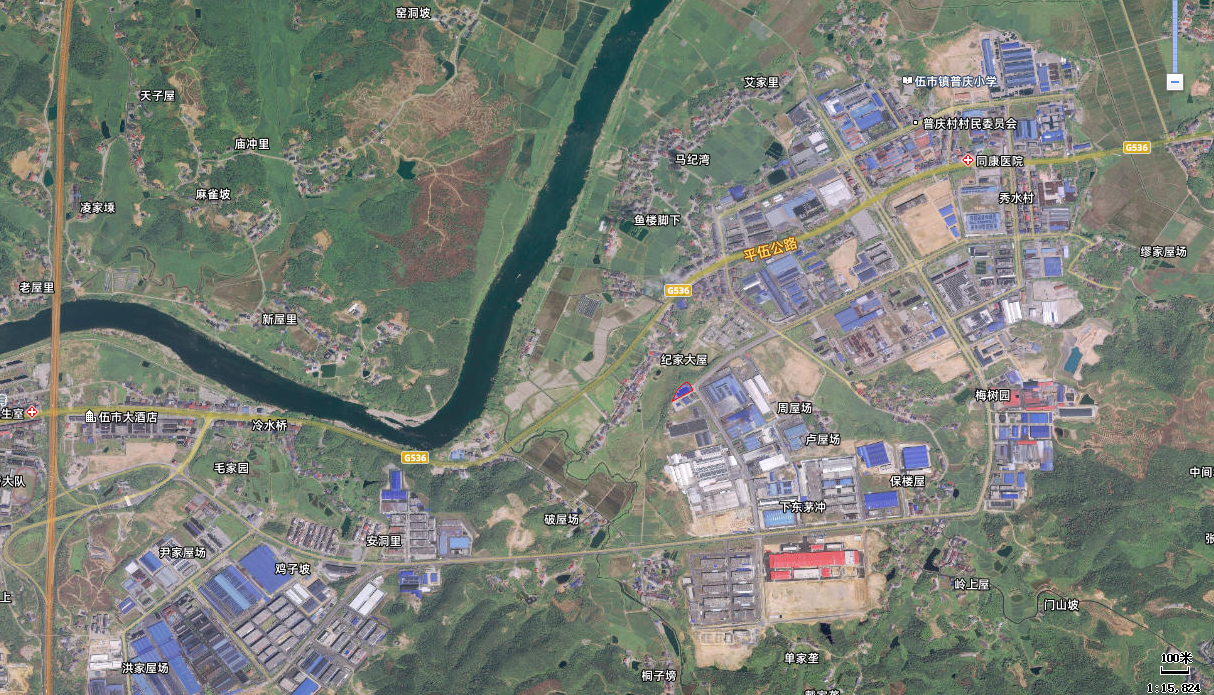 窑洞坡
艾家里
伍市镇普庆小学
天子屋
普庆村村民委员会
庙冲里
G536
马纪湾
同康医院
麻雀坡
秀水村
凌家塅
鱼楼脚下
平伍公路
缪家屋场
老屋里
G536
新屋里
纪家大屋
梅树园
生室
伍市大酒店
周屋场
冷水桥
卢屋场
G536
毛家园
中间
大队
保楼屋
下东茅冲
破屋场
安洞里
张
尹家屋场
鸡子坡
岭上屋
上
门山坡
单家垄
100米
洪家屋场
桐子塝
1:15,824